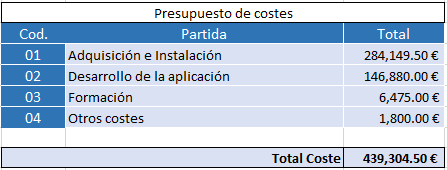 Presupuesto de costes
Cod. Partida Total
01 Adquisición e Instalación 284,149.50 €
02 Desarrollo de la aplicación 146,880.00 €
03 Formación 6,475.00 €
04 Otros costes 1,800.00 €
Total Coste 439,304.50 €